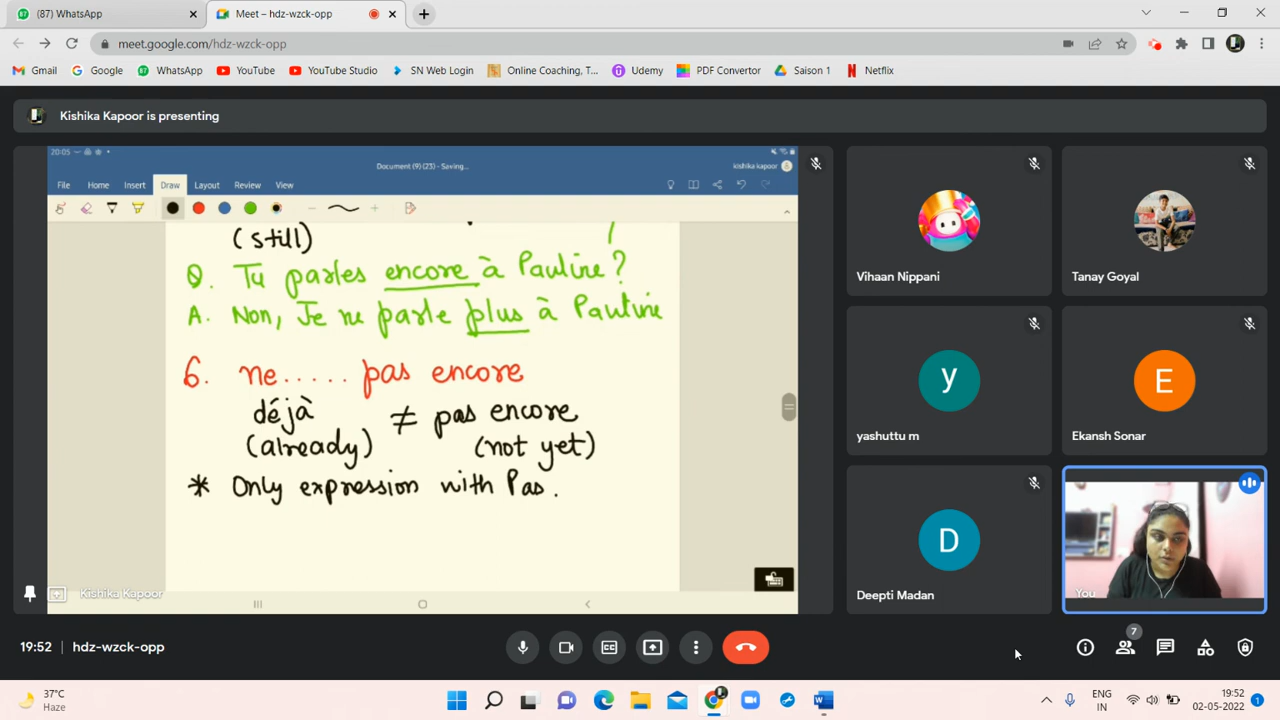 (87) WhatsApp
Meet – hdz-wzck-opp
meet.google.com/hdz-wzck-opp
Gmail
Google
WhatsApp
YouTube
YouTube Studio
SN Web Login
Online Coaching, T...
Udemy
PDF Convertor
Saison 1
Netflix
Kishika Kapoor is presenting
20:05
Document (9) (23) - Saving...
kishika kapoor
File
Home
Insert
Draw
Layout
Review
View
(still)
Q. Tu parles encore à Pauline?
A. Non, Je ne parle plus à Pauline
6. ne..... pas encore
déjà ≠ pas encore
(already) (not yet)
* Only expression with Pas.
Kishika Kapoor
Vihaan Nippani
Tanay Goyal
y
yashuttu m
E
Ekansh Sonar
D
Deepti Madan
You
19:52 | hdz-wzck-opp
7
37°C
Haze
ENG
IN
19:52
02-05-2022
1